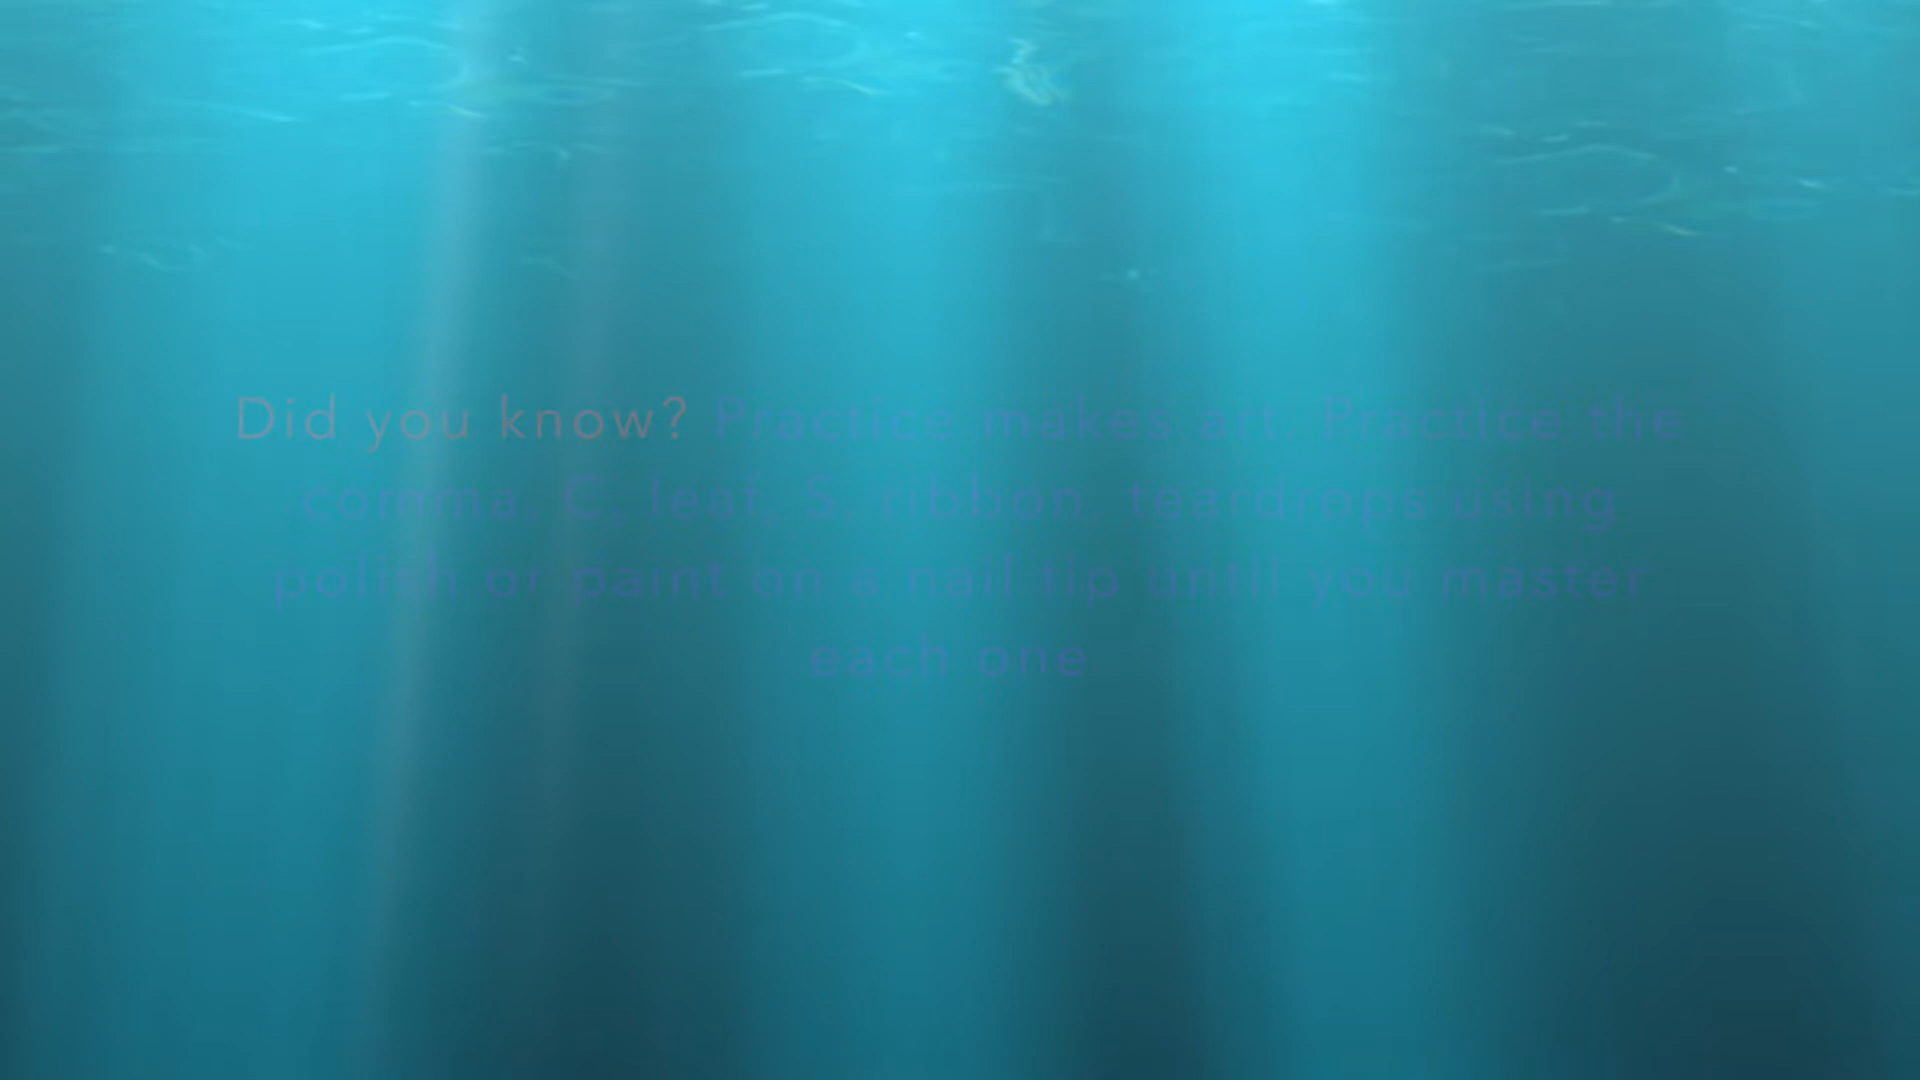 Did you know? Practice makes art. Practice the
comma, C, leaf, S, ribbon, teardrops using
polish or paint on a nail tip until you master
each one